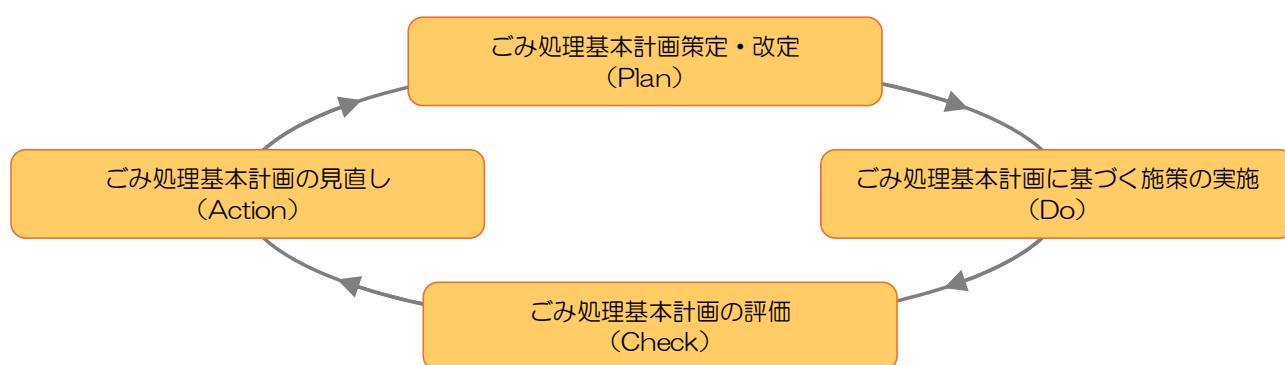 ごみ処理基本計画策定・改定
（Plan）
ごみ処理基本計画の見直し
（Action）
ごみ処理基本計画に基づく施策の実施
（Do）
ごみ処理基本計画の評価
（Check）